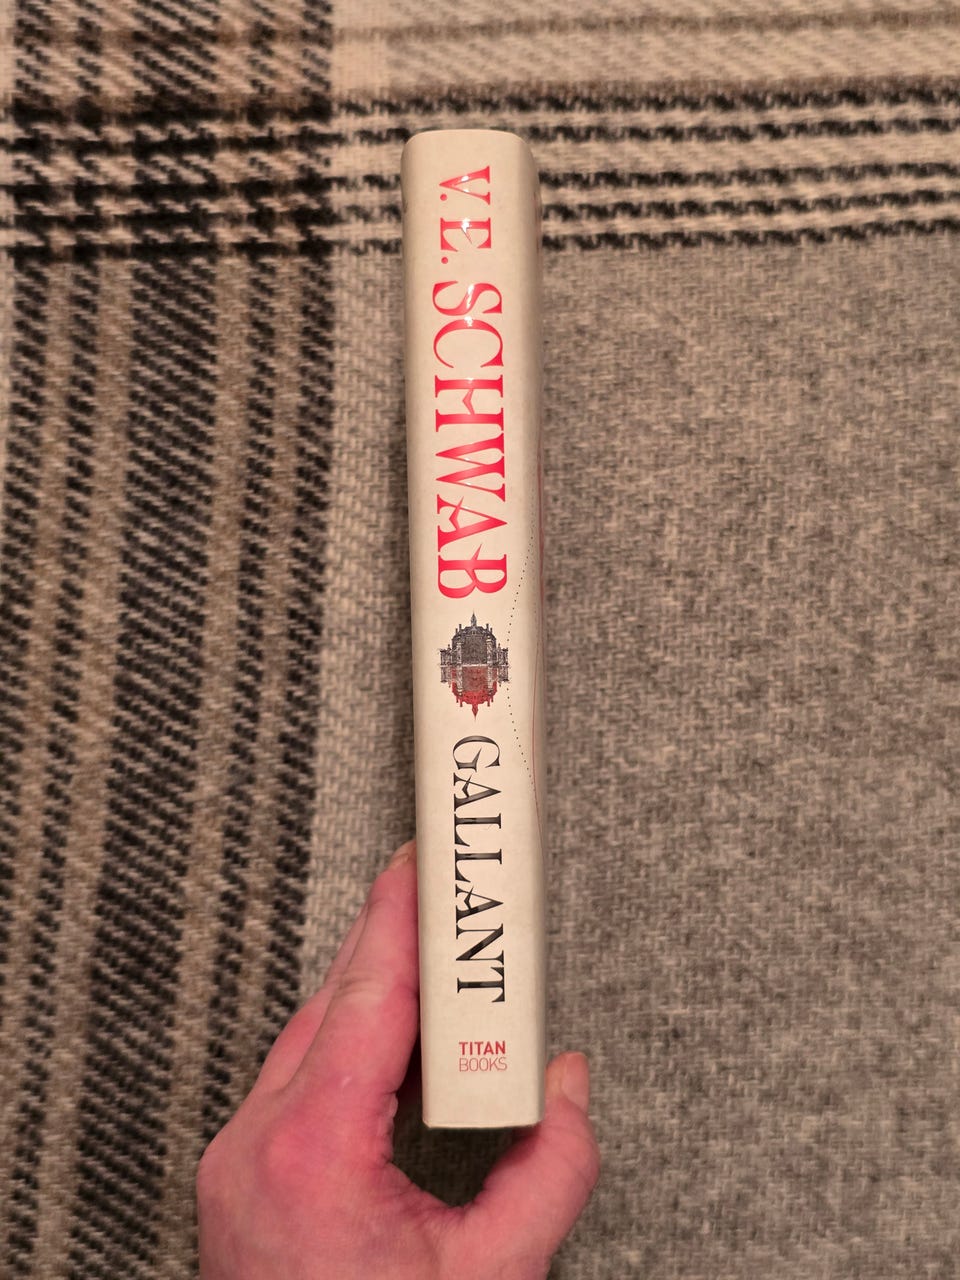 V. E. SCHWAB
GALLANT
TITAN
BOOKS